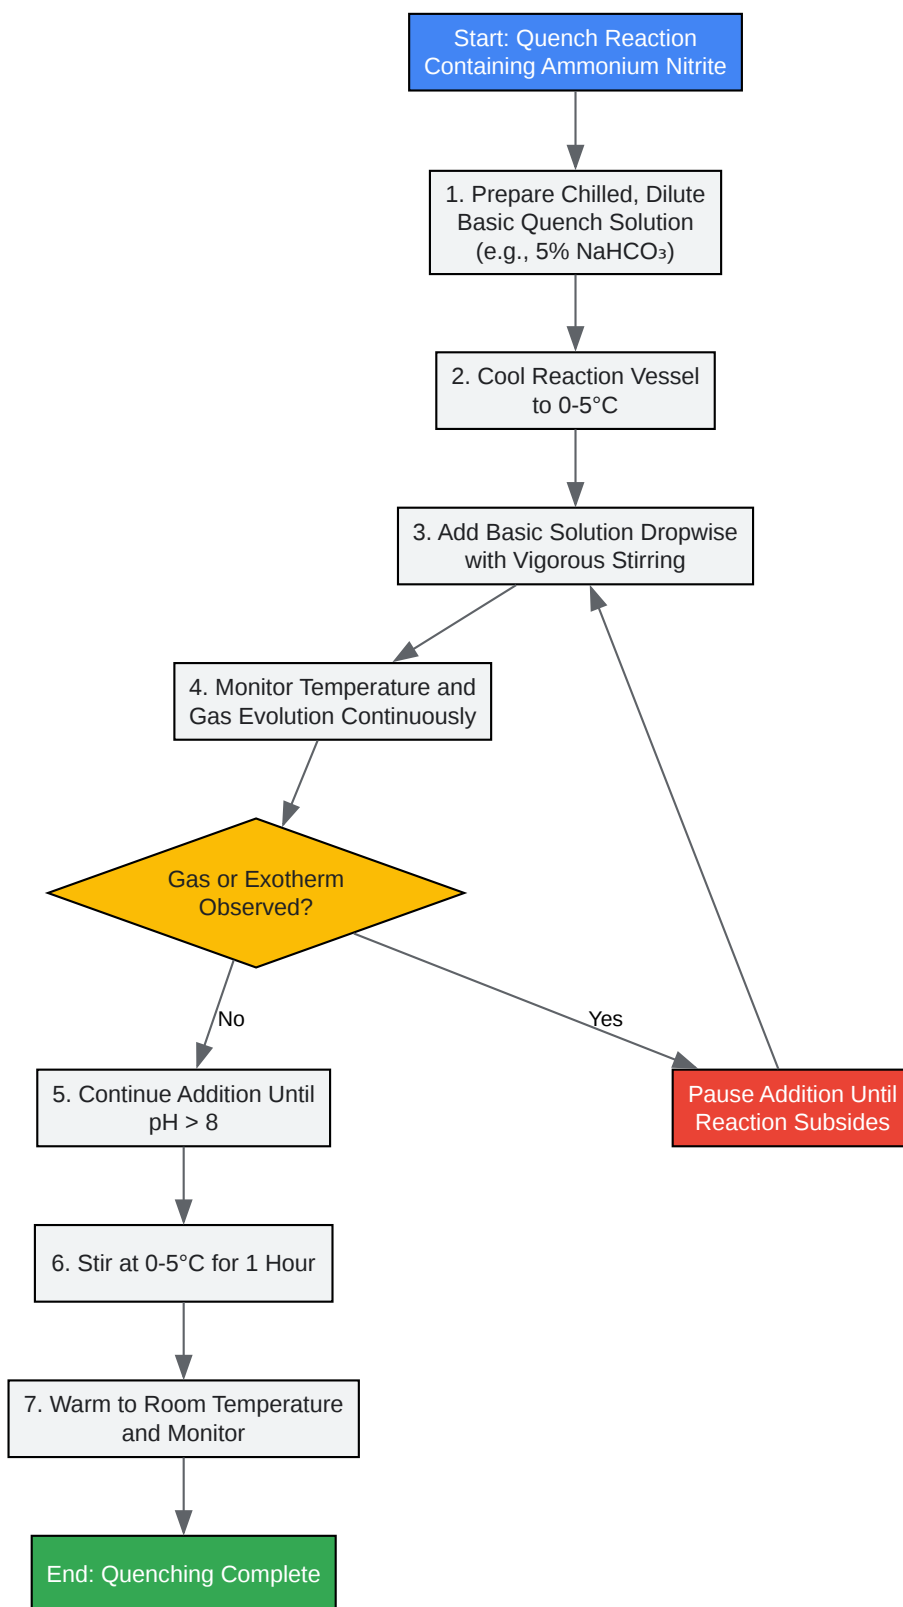 Start: Quench Reaction
Containing Ammonium Nitrite
1. Prepare Chilled, Dilute
Basic Quench Solution
(e.g., 5% NaHCO₃)
2. Cool Reaction Vessel
to 0-5°C
3. Add Basic Solution Dropwise
with Vigorous Stirring
4. Monitor Temperature and
Gas Evolution Continuously
Gas or Exotherm
Observed?
No
Yes
5. Continue Addition Until
pH > 8
Pause Addition Until
Reaction Subsides
6. Stir at 0-5°C for 1 Hour
7. Warm to Room Temperature
and Monitor
End: Quenching Complete